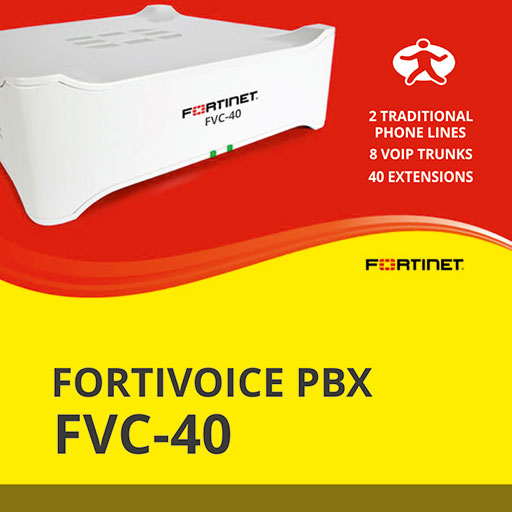 FORTINET
FVC-40
2 TRADITIONAL
PHONE LINES
8 VOIP TRUNKS
40 EXTENSIONS
FORTINET
FORTIVOICE PBX
FVC-40